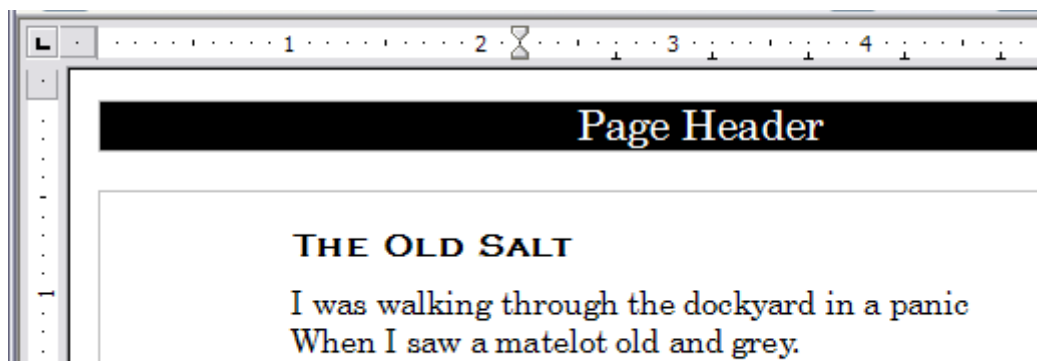 1 2 3 4
Page Header
THE OLD SALT
I was walking through the dockyard in a panic
When I saw a matelot old and grey.
1